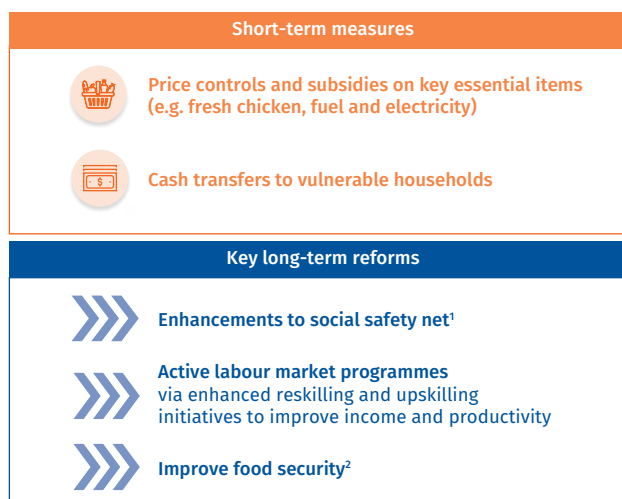 Short-term measures
Price controls and subsidies on key essential items
(e.g. fresh chicken, fuel and electricity)
$
Cash transfers to vulnerable households
Key long-term reforms
Enhancements to social safety net¹
Active labour market programmes
via enhanced reskilling and upskilling
initiatives to improve income and productivity
Improve food security²